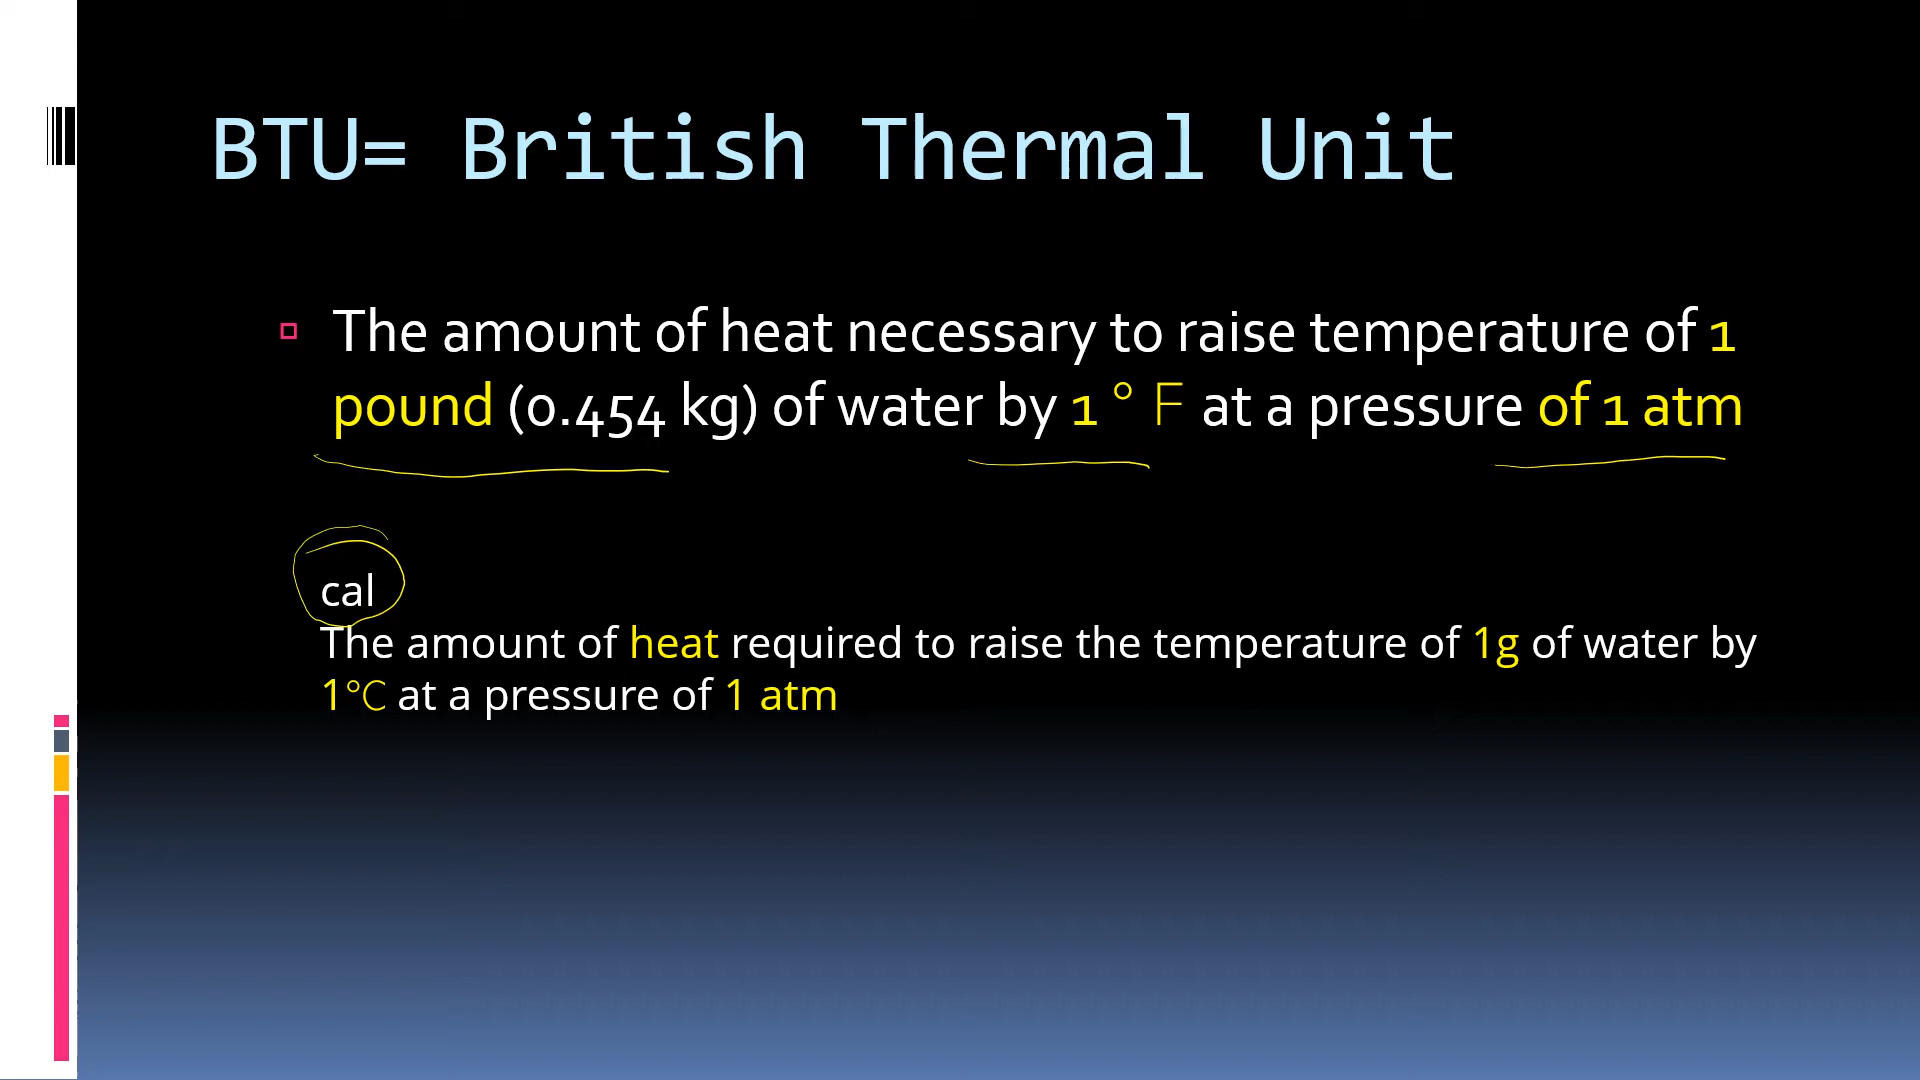 BTU= British Thermal Unit
The amount of heat necessary to raise temperature of 1
pound (0.454 kg) of water by 1 ° F at a pressure of 1 atm
cal
The amount of heat required to raise the temperature of 1g of water by
1°C at a pressure of 1 atm